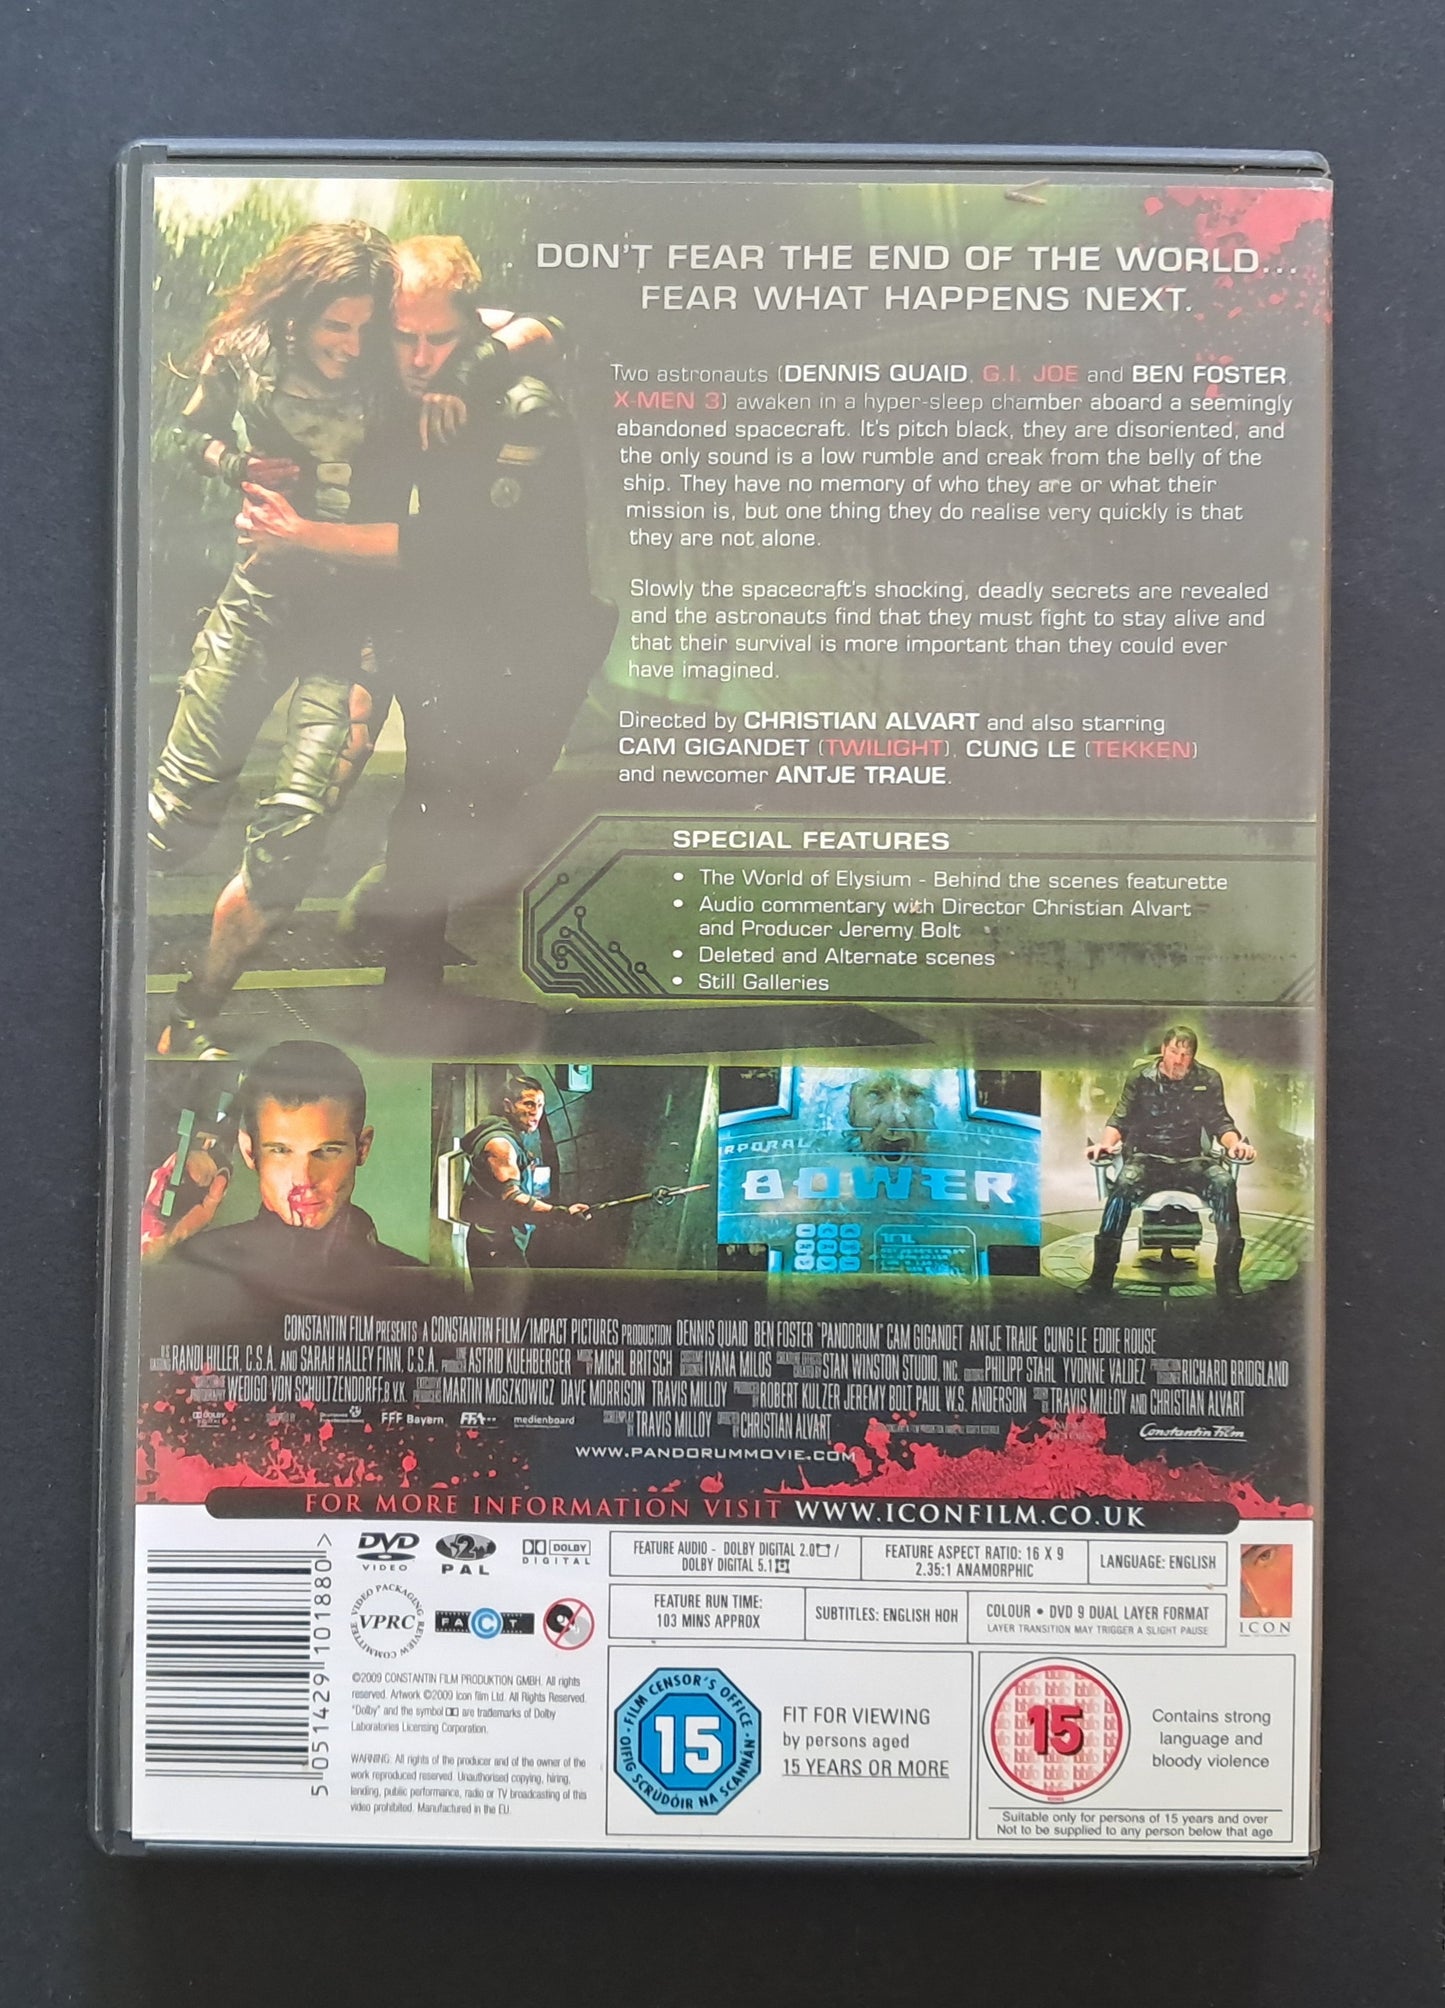 DON'T FEAR THE END OF THE WORLD...
FEAR WHAT HAPPENS NEXT.
Two astronauts (DENNIS QUAID, G.I. JOE and BEN FOSTER,
X-MEN 3) awaken in a hyper-sleep chamber aboard a seemingly
abandoned spacecraft. It's pitch black, they are disoriented, and
the only sound is a low rumble and creak from the belly of the
ship. They have no memory of who they are or what their
mission is, but one thing they do realise very quickly is that
they are not alone.
Slowly the spacecraft's shocking, deadly secrets are revealed
and the astronauts find that they must fight to stay alive and
that their survival is more important than they could ever
have imagined.
Directed by CHRISTIAN ALVART and also starring
CAM GIGANDET (TWILIGHT), CUNG LE (TEKKEN)
and newcomer ANTJE TRAUE.
SPECIAL FEATURES
• The World of Elysium - Behind the scenes featurette
• Audio commentary with Director Christian Alvart
and Producer Jeremy Bolt
• Deleted and Alternate scenes
• Still Galleries
RPORAL
BOWER
CONSTANTIN FILM PRESENTS A CONSTANTIN FILM/IMPACT PICTURES PRODUCTION DENNIS QUAID BEN FOSTER "PANDORUM" CAM GIGANDET ANTJE TRAUE CUNG LE EDDIE ROUSE
RANDI HILLER, C.S.A. AND SARAH HALLEY FINN, C.S.A. ASTRID KUEHBERGER MICHL BRITSCH IVANA MILOS STAN WINSTON STUDIO, INC. PHILIPP STAHL YVONNE VALDEZ RICHARD BRIDGLAND
WEDIGO VON SCHULTZENDORFF BVK MARTIN MOSZKOWICZ DAVE MORRISON TRAVIS MILLOY ROBERT KULZER JEREMY BOLT PAUL W.S. ANDERSON TRAVIS MILLOY AND CHRISTIAN ALVART
FFF Bayern FFA medienboard SCREENPLAY BY TRAVIS MILLOY DIRECTED BY CHRISTIAN ALVART Constantin Film
WWW.PANDORUMMOVIE.COM
FOR MORE INFORMATION VISIT WWW.ICONFILM.CO.UK
5 051429 101880 >
DVD VIDEO
2 PAL
DOLBY DIGITAL
VIDEO PACKAGING REVIEW COMMITTEE VPRC
FACT
FEATURE AUDIO - DOLBY DIGITAL 2.0 /
DOLBY DIGITAL 5.1
FEATURE ASPECT RATIO: 16 X 9
2.35:1 ANAMORPHIC
LANGUAGE: ENGLISH
FEATURE RUN TIME:
103 MINS APPROX
SUBTITLES: ENGLISH HOH
COLOUR • DVD 9 DUAL LAYER FORMAT
LAYER TRANSITION MAY TRIGGER A SLIGHT PAUSE
ICON
©2009 CONSTANTIN FILM PRODUKTION GMBH. All rights
reserved. Artwork ©2009 Icon film Ltd. All Rights Reserved.
"Dolby" and the symbol are trademarks of Dolby
Laboratories Licensing Corporation.
WARNING: All rights of the producer and of the owner of the
work reproduced reserved. Unauthorised copying, hiring,
lending, public performance, radio or TV broadcasting of this
video prohibited. Manufactured in the EU.
FILM CENSOR'S OFFICE
15
OIFIG SCRÚDÓIR NA SCANNÁN
FIT FOR VIEWING
by persons aged
15 YEARS OR MORE
bbfc
15
Contains strong
language and
bloody violence
Suitable only for persons of 15 years and over
Not to be supplied to any person below that age